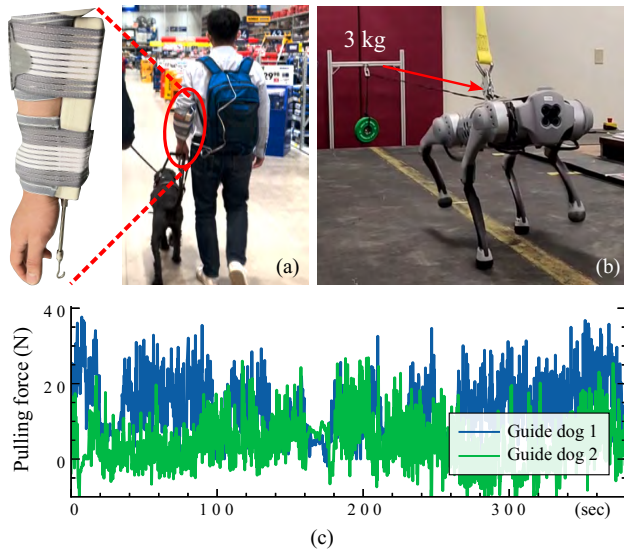 (a)
3 kg
(b)
Pulling force (N)
40
20
0
Guide dog 1
Guide dog 2
0 100 200 300 (sec)
(c)